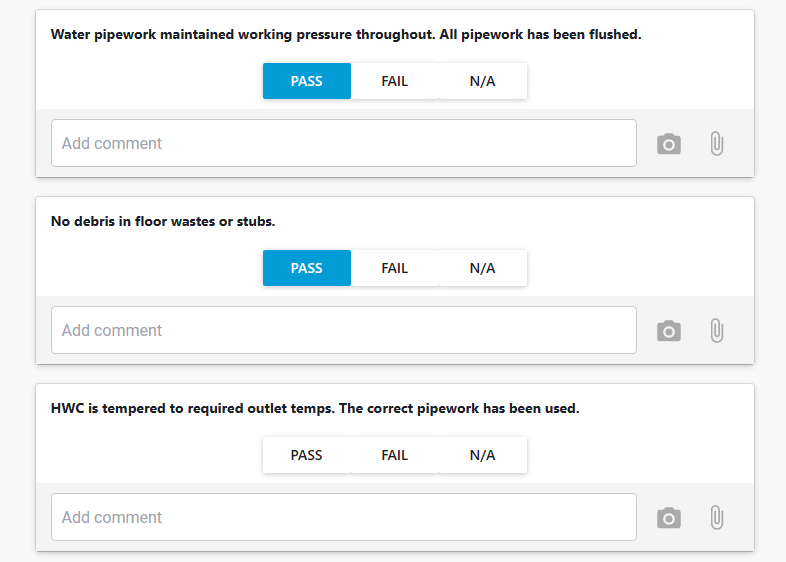 Water pipework maintained working pressure throughout. All pipework has been flushed.
PASS FAIL N/A
Add comment
No debris in floor wastes or stubs.
PASS FAIL N/A
Add comment
HWC is tempered to required outlet temps. The correct pipework has been used.
PASS FAIL N/A
Add comment